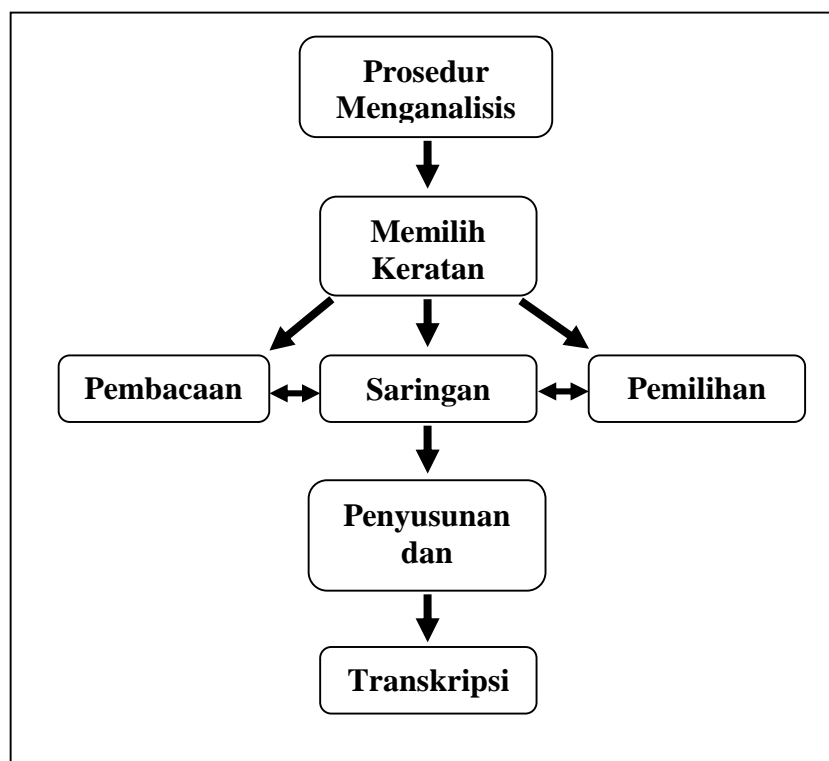 Prosedur
Menganalisis
Memilih
Keratan
Pembacaan
Saringan
Pemilihan
Penyusunan
dan
Transkripsi